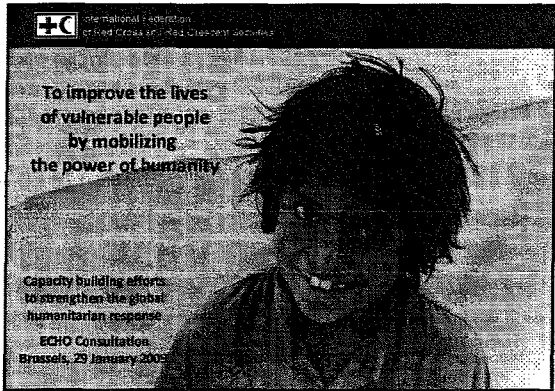 International Federation
of Red Cross and Red Crescent Societies
To improve the lives
of vulnerable people
by mobilizing
the power of humanity
Capacity building efforts
to strengthen the global
humanitarian response
ECHO Consultation
Brussels, 29 January 2009